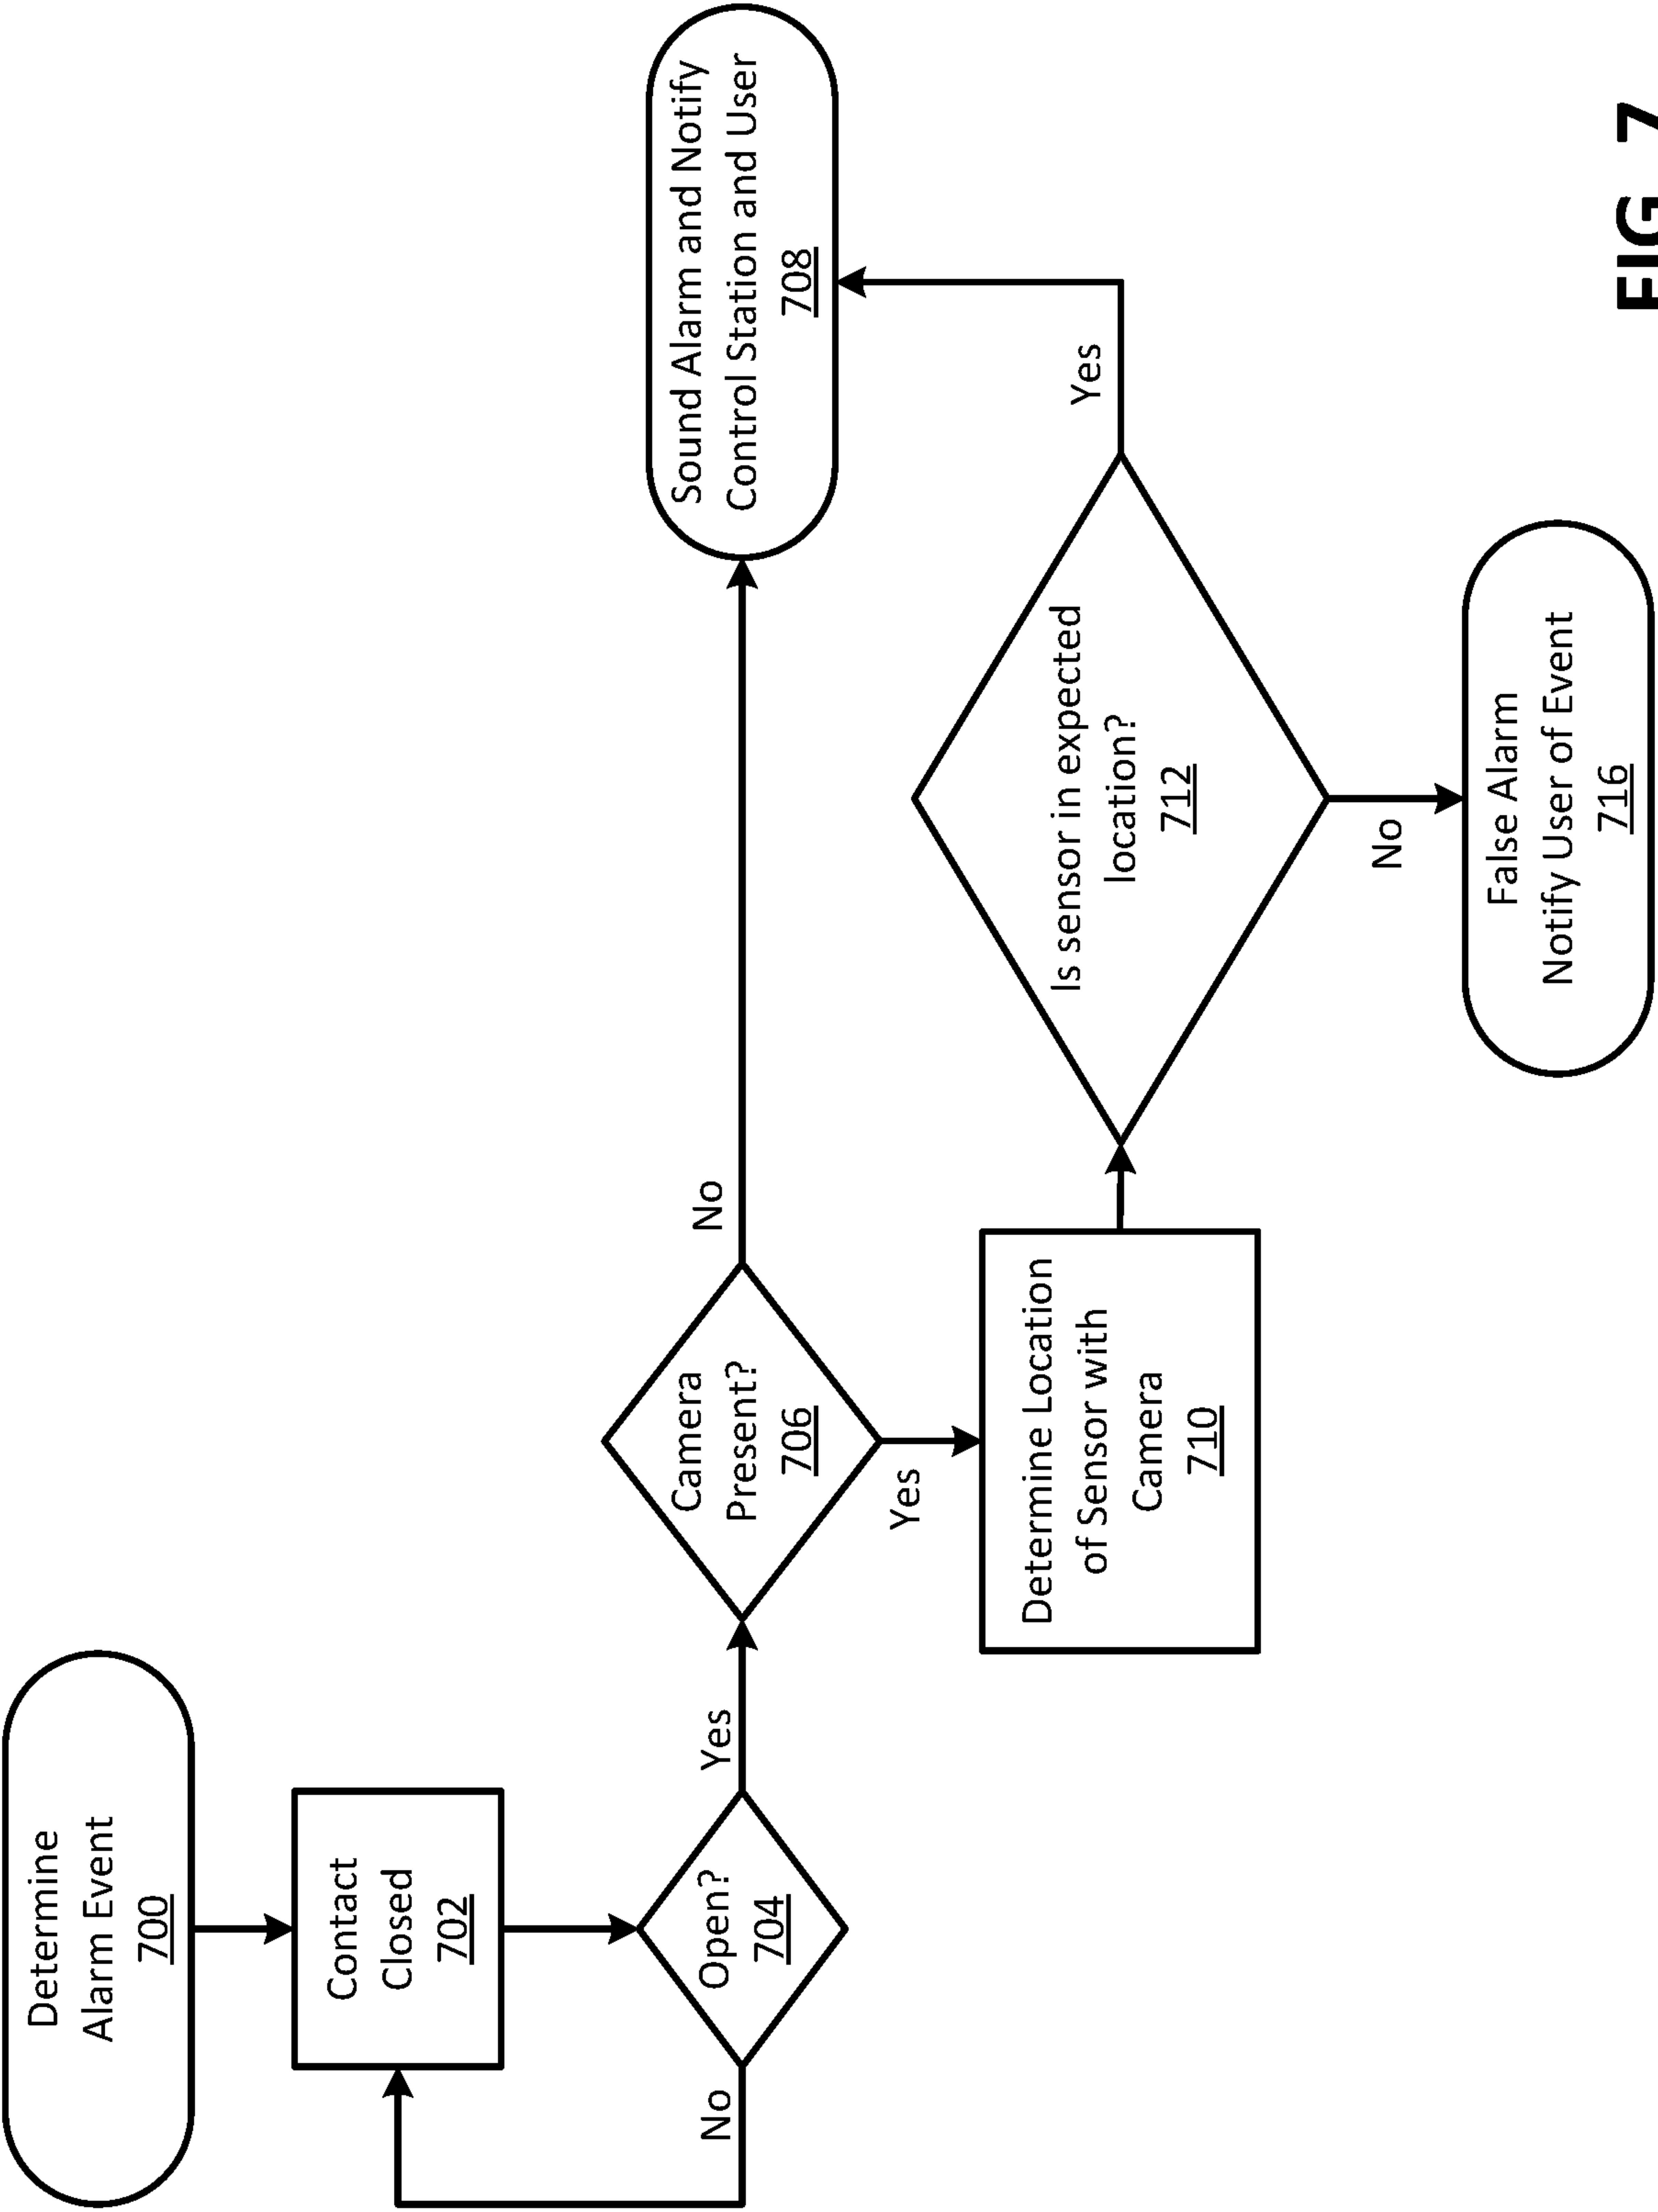 Determine
Alarm Event
700
Contact
Closed
702
Open?
704
No
Yes
Camera
Present?
706
No
Yes
Sound Alarm and Notify
Control Station and User
708
Determine Location
of Sensor with
Camera
710
Is sensor in expected
location?
712
Yes
No
False Alarm
Notify User of Event
716
FIG. 7